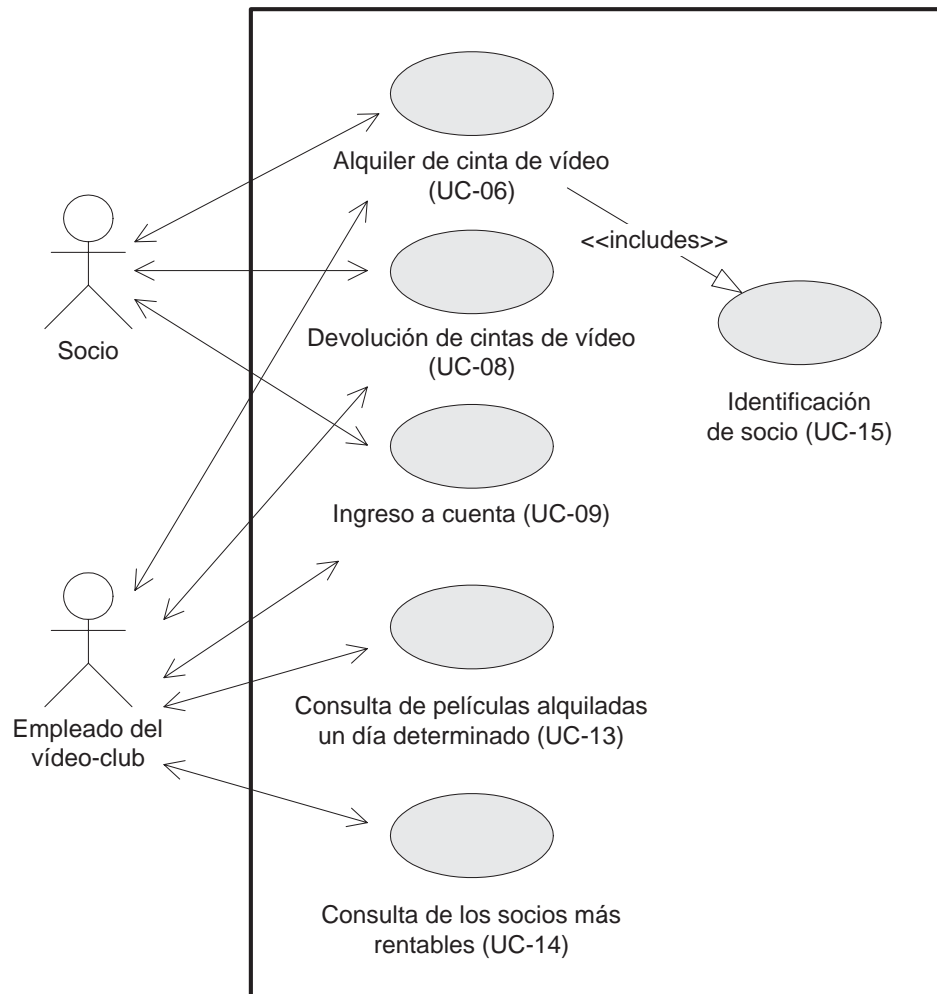 Alquiler de cinta de vídeo
(UC-06)
<<includes>>
Socio
Devolución de cintas de vídeo
(UC-08)
Identificación
de socio (UC-15)
Ingreso a cuenta (UC-09)
Empleado del
vídeo-club
Consulta de películas alquiladas
un día determinado (UC-13)
Consulta de los socios más
rentables (UC-14)